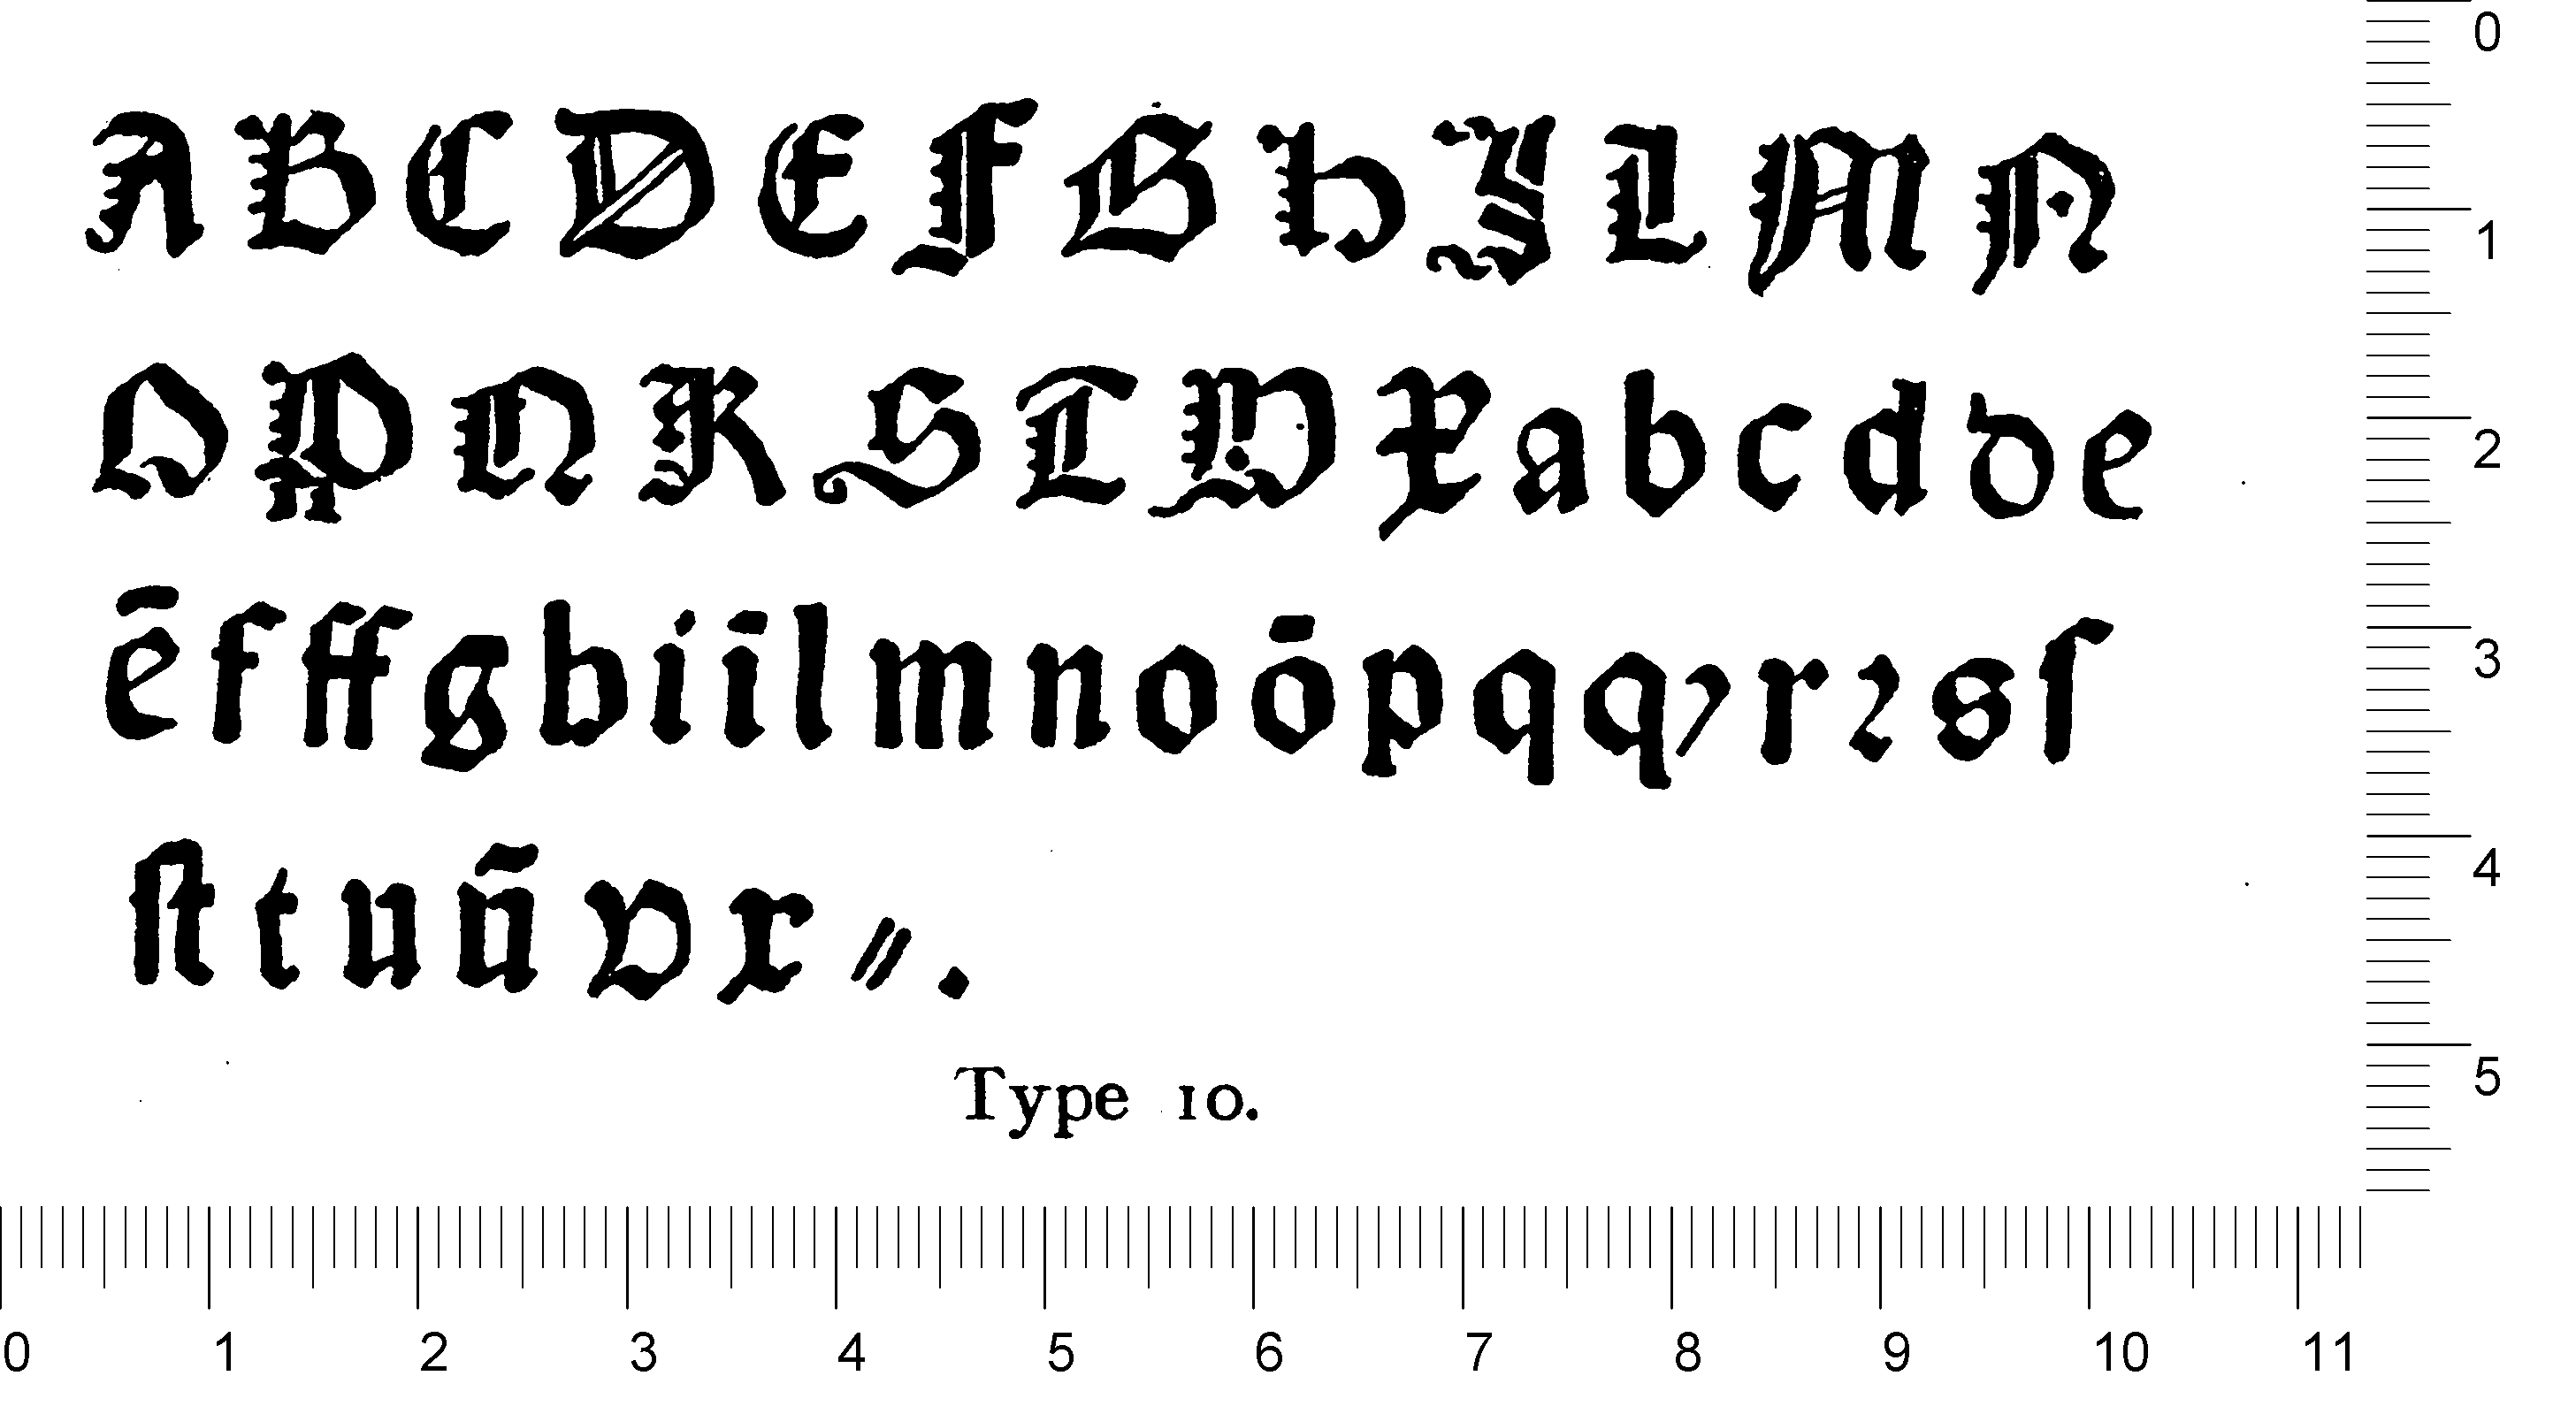 A B C D E F G H I L M N
O P Q R S T V X a b c d d e
ē f ff g h i ī l m n o ō p q qꝫ r ꝛ s ſ
ſt t u ū v x ⸗ .
Type 10.
0 1 2 3 4 5
0 1 2 3 4 5 6 7 8 9 10 11